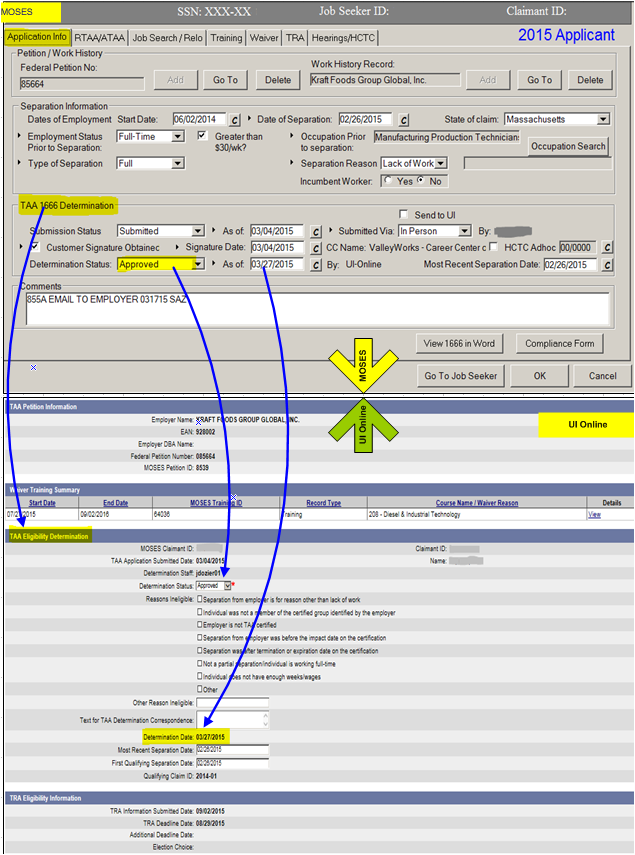 MOSES
SSN: XXX-XX
Job Seeker ID:
Claimant ID:
Application Info
RTAA/ATAA
Job Search / Relo
Training
Waiver
TRA
Hearings/HCTC
2015 Applicant
Petition / Work History
Federal Petition No:
Work History Record:
85664
Add
Go To
Delete
Kraft Foods Group Global, Inc.
Add
Go To
Delete
Separation Information
Dates of Employment Start Date: 06/02/2014 C
Date of Separation: 02/26/2015 C
State of claim: Massachusetts
Employment Status
Prior to Separation:
Full-Time
Greater than
$30/wk?
Occupation Prior
to separation:
Manufacturing Production Technicians
Occupation Search
Type of Separation Full
Separation Reason Lack of Work
Incumbent Worker: Yes No
TAA 1666 Determination
Send to UI
Submission Status Submitted As of: 03/04/2015 C Submitted Via: In Person By:
Customer Signature Obtainec Signature Date: 03/04/2015 C CC Name: ValleyWorks - Career Center c HCTC Adhoc 00/0000 C
Determination Status: Approved As of: 03/27/2015 C By: UI-Online Most Recent Separation Date: 02/26/2015 C
Comments
855A EMAIL TO EMPLOYER 031715 SAZ
View 1666 in Word
Compliance Form
Go To Job Seeker
OK
Cancel
MOSES
UI Online
TAA Petition Information
UI Online
Employer Name: KRAFT FOODS GROUP GLOBAL, INC.
EAN: 928002
Employer DBA Name:
Federal Petition Number: 085664
MOSES Petition ID: 8539
Waiver Training Summary
Start Date End Date MOSES Training ID Record Type Course Name / Waiver Reason Details
07/2 /2015 09/02/2016 64036 Training 208 - Diesel & Industrial Technology View
TAA Eligibility Determination
MOSES Claimant ID:
Claimant ID:
TAA Application Submitted Date: 03/04/2015
Name:
Determination Staff: jdozier01
Determination Status: Approved *
Reasons Ineligible: Separation from employer is for reason other than lack of work
Individual was not a member of the certified group identified by the employer
Employer is not TAA certified
Separation from employer was before the impact date on the certification
Separation was after termination or expiration date on the certification
Not a partial separation/individual is working full-time
Individual does not have enough weeks/wages
Other
Other Reason Ineligible:
Text for TAA Determination Correspondence:
Determination Date: 03/27/2015
Most Recent Separation Date: 02/26/2015
First Qualifying Separation Date: 02/26/2015
Qualifying Claim ID: 2014-01
TRA Eligibility Information
TRA Information Submitted Date: 09/02/2015
TRA Deadline Date: 08/29/2015
Additional Deadline Date:
Election Choice: